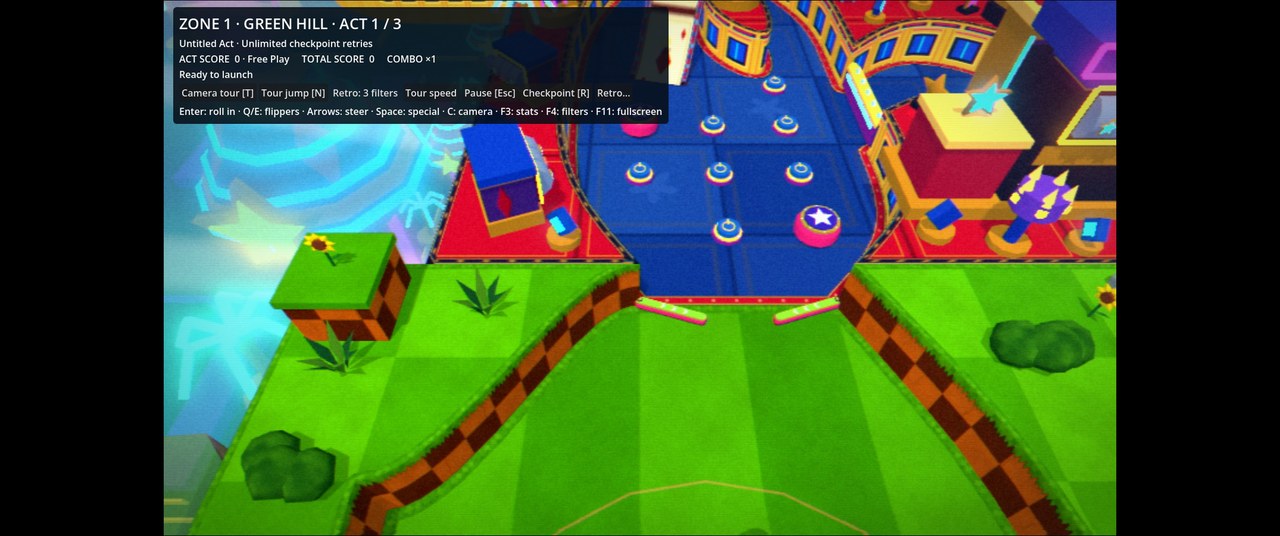 ZONE 1 · GREEN HILL · ACT 1 / 3
Untitled Act · Unlimited checkpoint retries
ACT SCORE 0 · Free Play TOTAL SCORE 0 COMBO ×1
Ready to launch
Camera tour [T] Tour jump [N] Retro: 3 filters Tour speed Pause [Esc] Checkpoint [R] Retro...
Enter: roll in · Q/E: flippers · Arrows: steer · Space: special · C: camera · F3: stats · F4: filters · F11: fullscreen